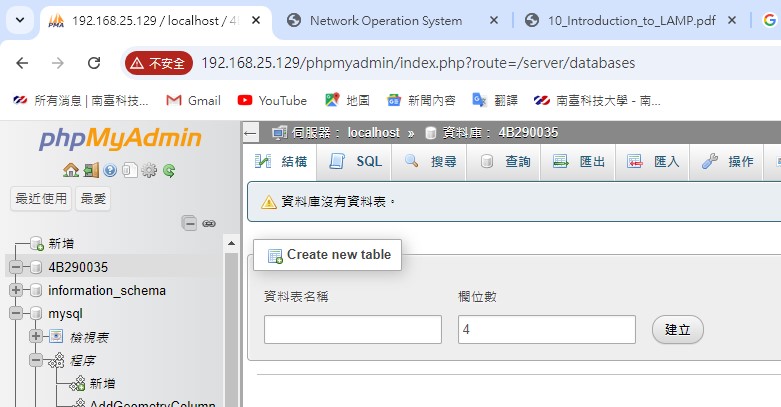 192.168.25.129 / localhost / 4
Network Operation System
10_Introduction_to_LAMP.pdf
不安全
192.168.25.129/phpmyadmin/index.php?route=/server/databases
所有消息 | 南臺科技...
Gmail
YouTube
地圖
新聞內容
翻譯
南臺科技大學 - 南...
phpMyAdmin
最近使用
最愛
新增
4B290035
information_schema
mysql
檢視表
程序
新增
AddGeometryColumn
伺服器： localhost » 資料庫： 4B290035
結構
SQL
搜尋
查詢
匯出
匯入
操作
資料庫沒有資料表。
Create new table
資料表名稱
欄位數
4
建立